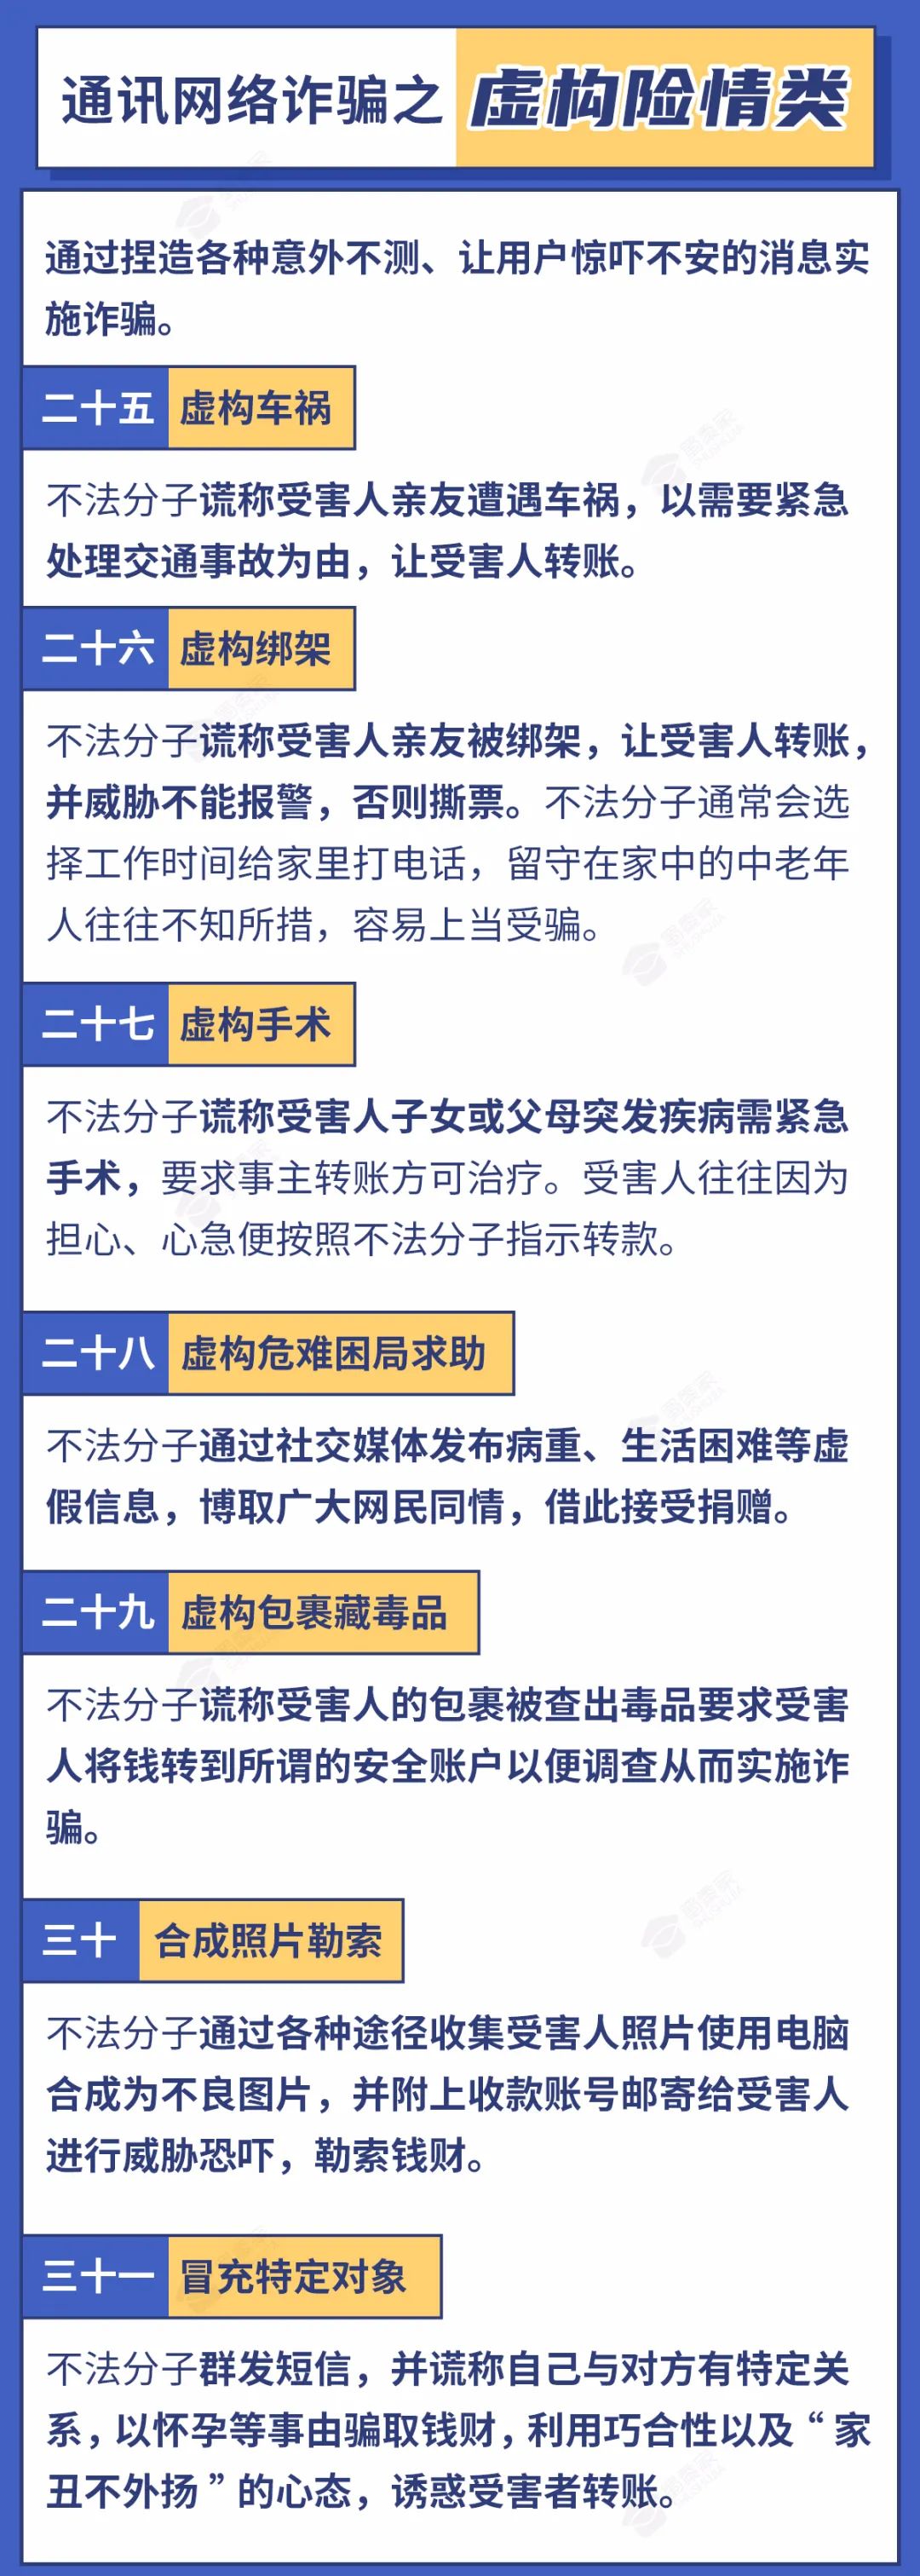 通讯网络诈骗之 虚构险情类
通过捏造各种意外不测、让用户惊吓不安的消息实
施诈骗。
二十五 虚构车祸
不法分子谎称受害人亲友遭遇车祸，以需要紧急
处理交通事故为由，让受害人转账。
二十六 虚构绑架
不法分子谎称受害人亲友被绑架，让受害人转账，
并威胁不能报警，否则撕票。不法分子通常会选
择工作时间给家里打电话，留守在家中的中老年
人往往不知所措，容易上当受骗。
二十七 虚构手术
不法分子谎称受害人子女或父母突发疾病需紧急
手术，要求事主转账方可治疗。受害人往往因为
担心、心急便按照不法分子指示转款。
二十八 虚构危难困局求助
不法分子通过社交媒体发布病重、生活困难等虚
假信息，博取广大网民同情，借此接受捐赠。
二十九 虚构包裹藏毒品
不法分子谎称受害人的包裹被查出毒品要求受害
人将钱转到所谓的安全账户以便调查从而实施诈
骗。
三十 合成照片勒索
不法分子通过各种途径收集受害人照片使用电脑
合成为不良图片，并附上收款账号邮寄给受害人
进行威胁恐吓，勒索钱财。
三十一 冒充特定对象
不法分子群发短信，并谎称自己与对方有特定关
系，以怀孕等事由骗取钱财，利用巧合性以及“家
丑不外扬”的心态，诱惑受害者转账。